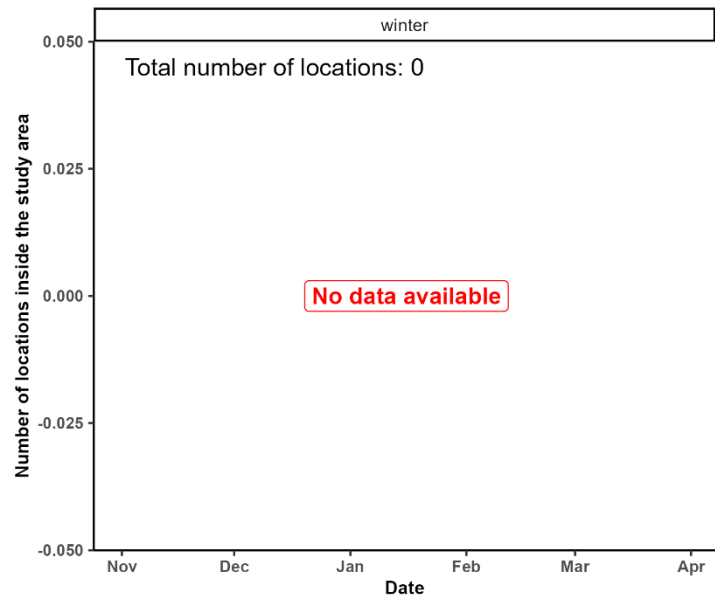 winter
Total number of locations: 0
No data available
Number of locations inside the study area
0.050
0.025
0.000
-0.025
-0.050
Nov Dec Jan Feb Mar Apr
Date